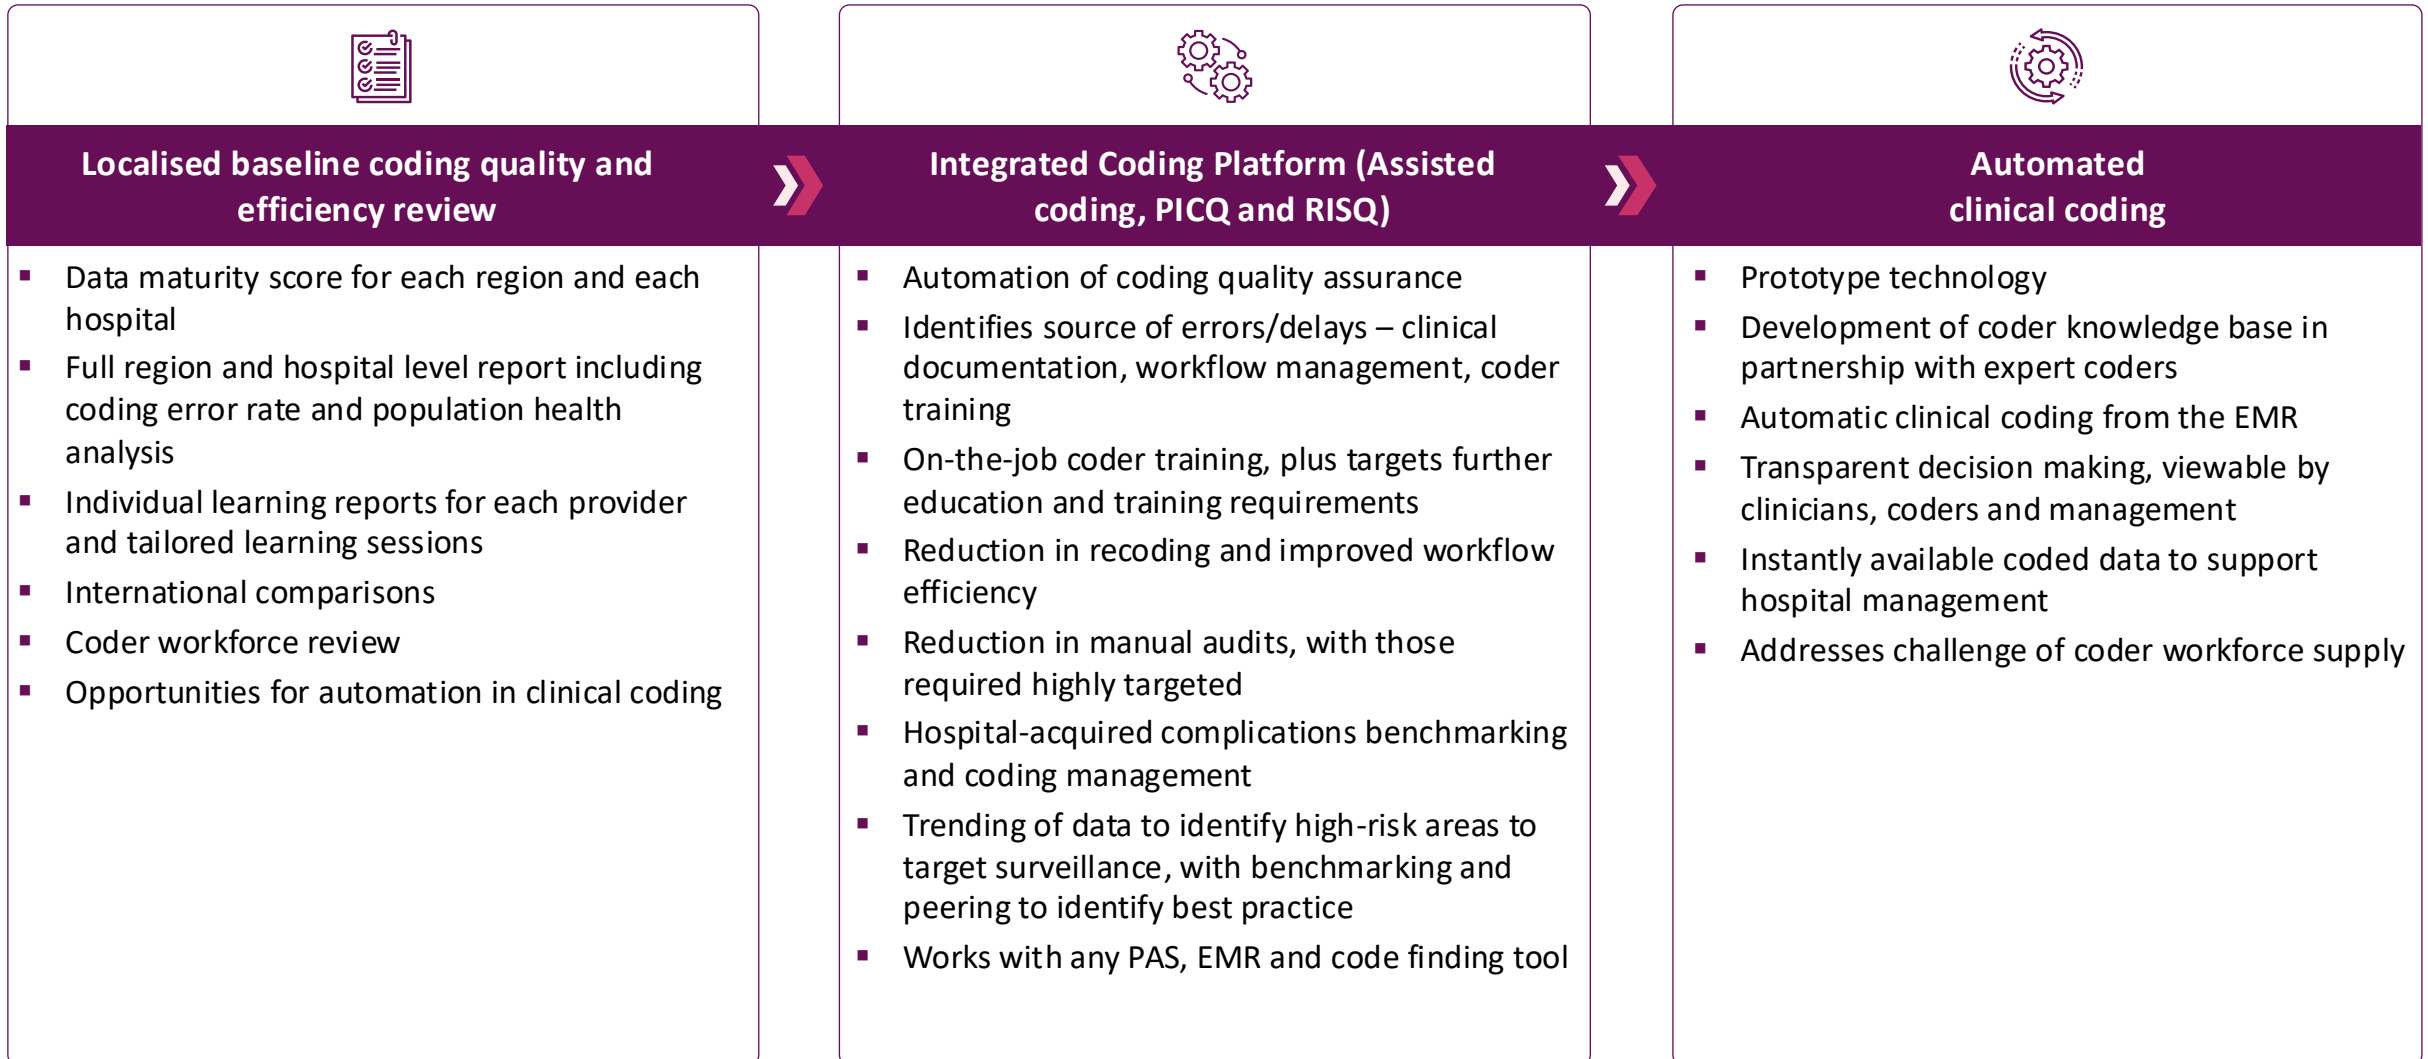 Localised baseline coding quality and
efficiency review
▪ Data maturity score for each region and each
hospital
▪ Full region and hospital level report including
coding error rate and population health
analysis
▪ Individual learning reports for each provider
and tailored learning sessions
▪ International comparisons
▪ Coder workforce review
▪ Opportunities for automation in clinical coding
Integrated Coding Platform (Assisted
coding, PICQ and RISQ)
▪ Automation of coding quality assurance
▪ Identifies source of errors/delays – clinical
documentation, workflow management, coder
training
▪ On-the-job coder training, plus targets further
education and training requirements
▪ Reduction in recoding and improved workflow
efficiency
▪ Reduction in manual audits, with those
required highly targeted
▪ Hospital-acquired complications benchmarking
and coding management
▪ Trending of data to identify high-risk areas to
target surveillance, with benchmarking and
peering to identify best practice
▪ Works with any PAS, EMR and code finding tool
Automated
clinical coding
▪ Prototype technology
▪ Development of coder knowledge base in
partnership with expert coders
▪ Automatic clinical coding from the EMR
▪ Transparent decision making, viewable by
clinicians, coders and management
▪ Instantly available coded data to support
hospital management
▪ Addresses challenge of coder workforce supply